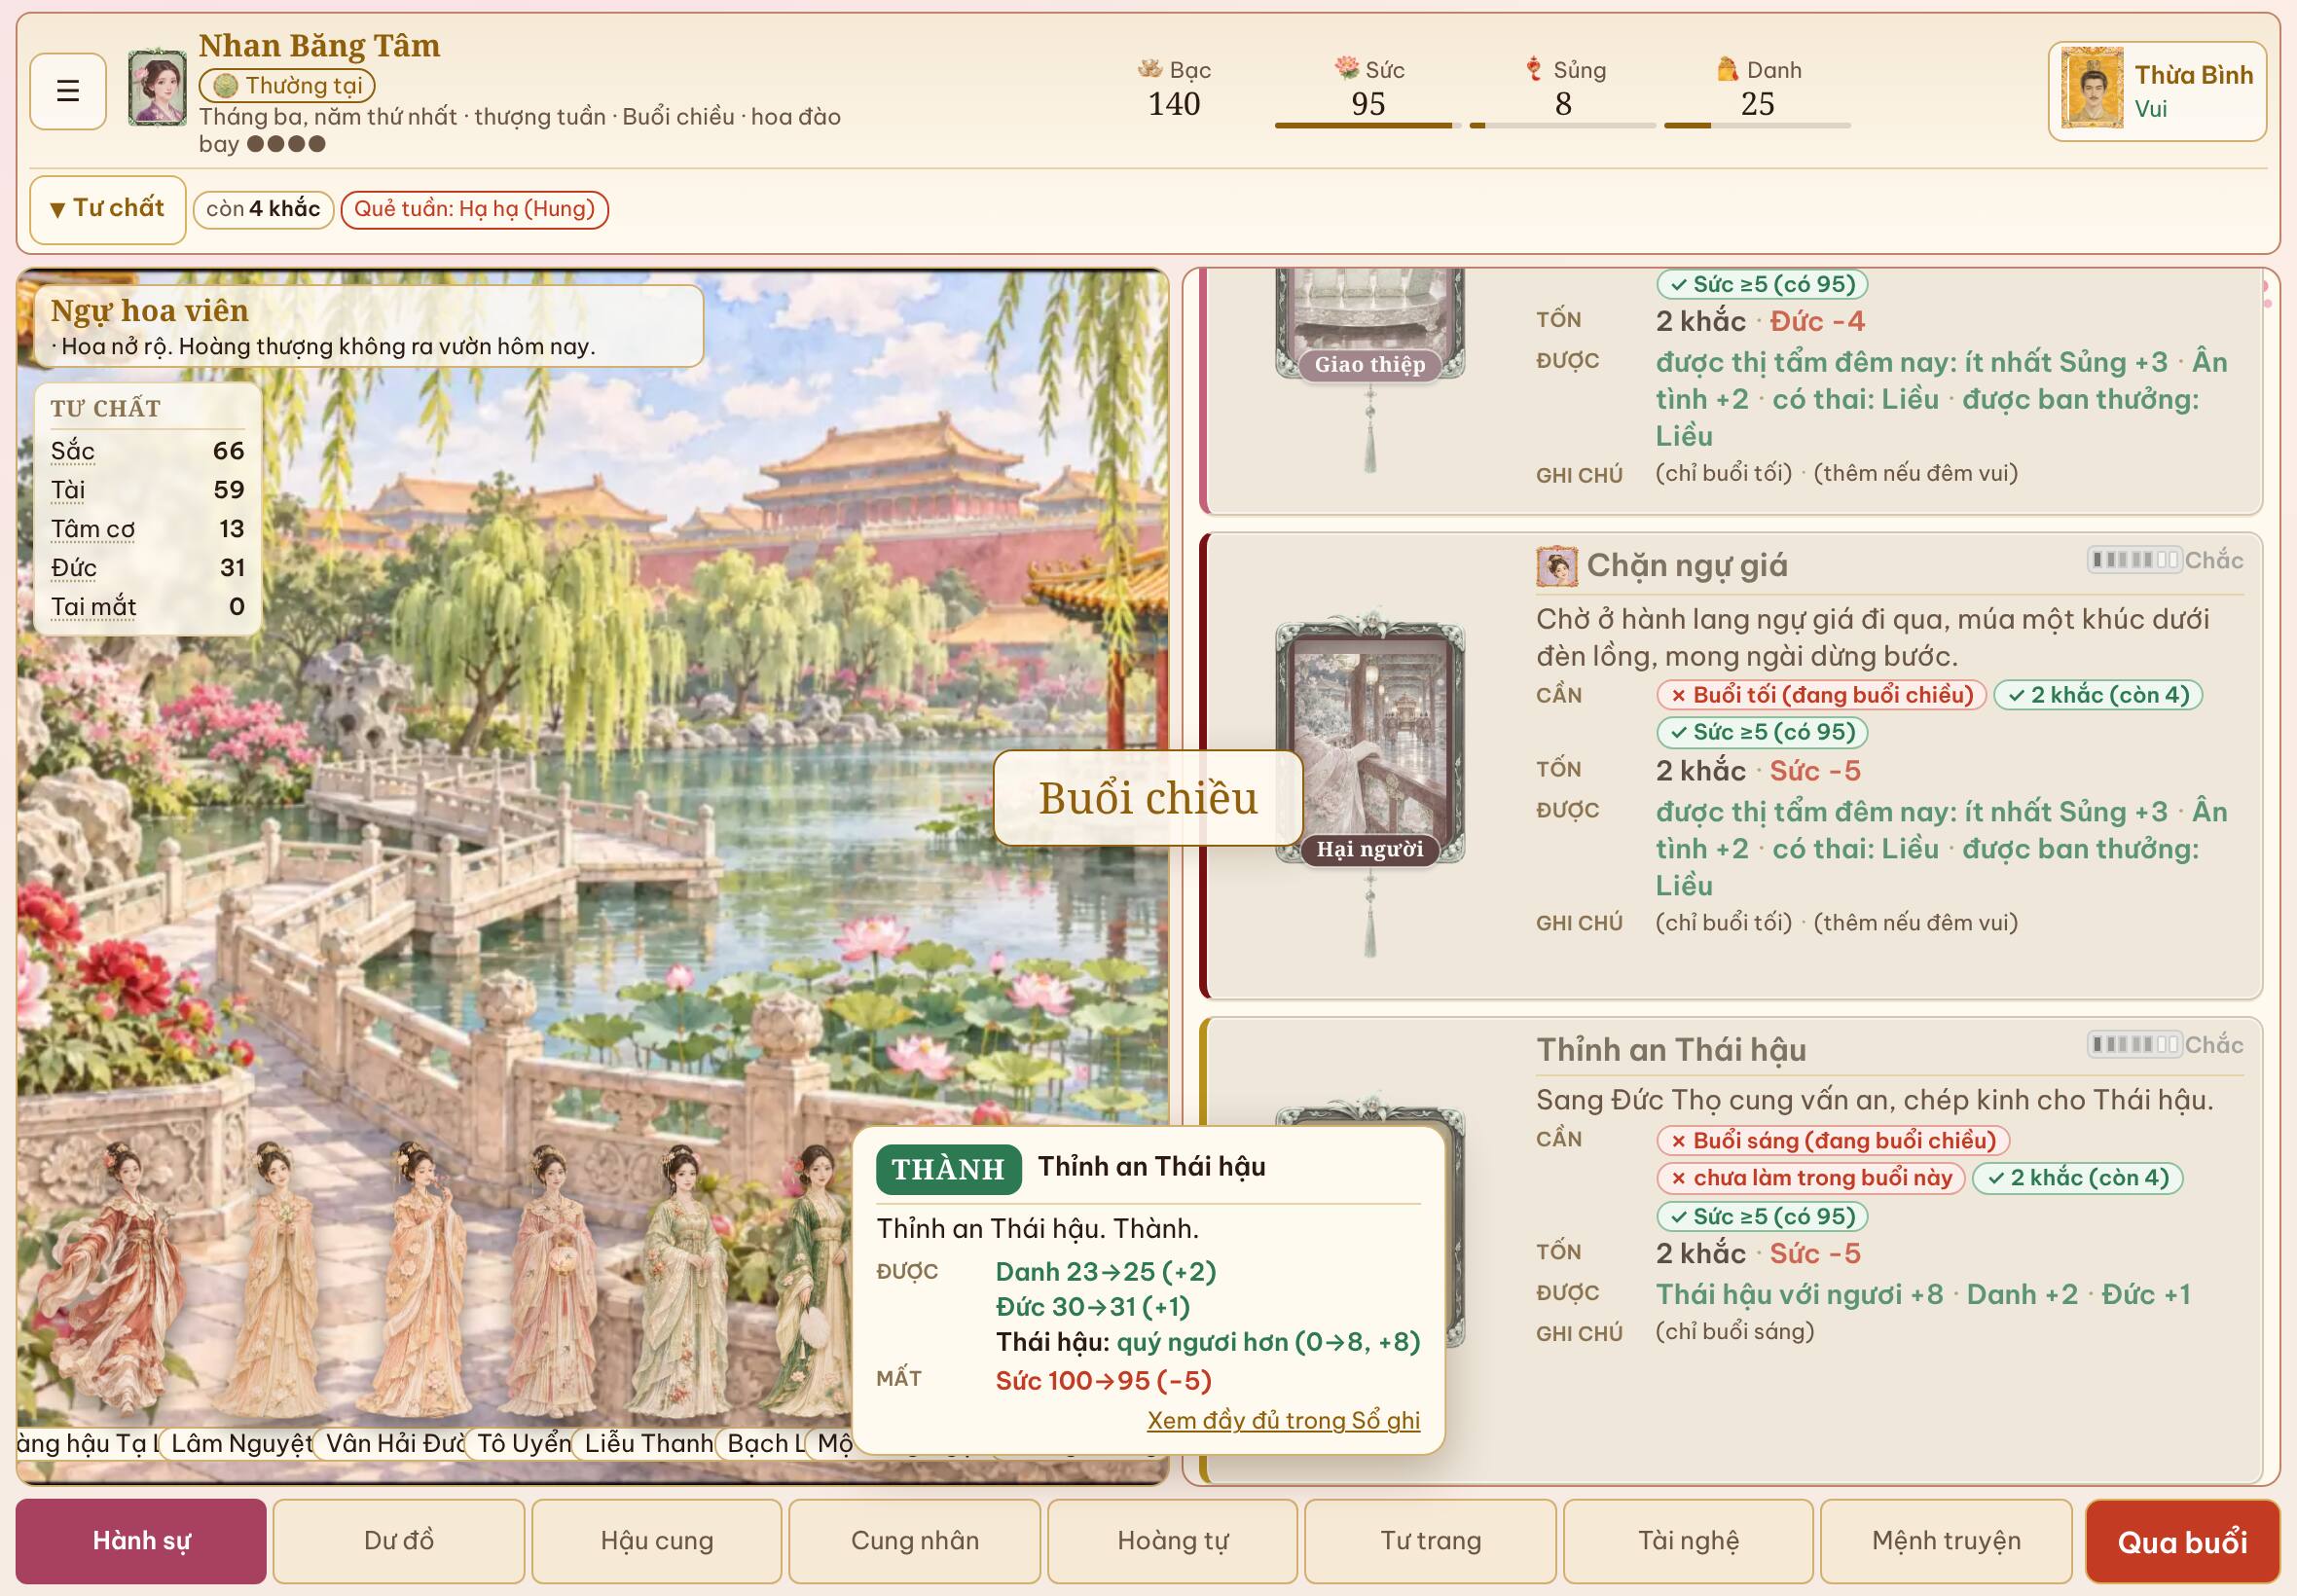 ☰
Nhan Băng Tâm
Thường tại
Tháng ba, năm thứ nhất · thượng tuần · Buổi chiều · hoa đào
bay
Bạc
140
Sức
95
Sủng
8
Danh
25
Thừa Bình
Vui
▼ Tư chất
còn 4 khắc
Quẻ tuần: Hạ hạ (Hung)
Ngự hoa viên
· Hoa nở rộ. Hoàng thượng không ra vườn hôm nay.
TƯ CHẤT
Sắc 66
Tài 59
Tâm cơ 13
Đức 31
Tai mắt 0
àng hậu Tạ
Lâm Nguyệt
Vân Hải
Tô Uyển
Liễu Thanh
Bạch
Giao thiệp
✓ Sức ≥5 (có 95)
TỐN 2 khắc · Đức -4
ĐƯỢC được thị tẩm đêm nay: ít nhất Sủng +3 · Ân
tình +2 · có thai: Liều · được ban thưởng:
Liều
GHI CHÚ (chỉ buổi tối) · (thêm nếu đêm vui)
Chặn ngự giá
Chắc
Chờ ở hành lang ngự giá đi qua, múa một khúc dưới
đèn lồng, mong ngài dừng bước.
CẦN × Buổi tối (đang buổi chiều) ✓ 2 khắc (còn 4)
✓ Sức ≥5 (có 95)
TỐN 2 khắc · Sức -5
ĐƯỢC được thị tẩm đêm nay: ít nhất Sủng +3 · Ân
tình +2 · có thai: Liều · được ban thưởng:
Liều
GHI CHÚ (chỉ buổi tối) · (thêm nếu đêm vui)
Hại người
Buổi chiều
Thỉnh an Thái hậu
Chắc
Sang Đức Thọ cung vấn an, chép kinh cho Thái hậu.
CẦN × Buổi sáng (đang buổi chiều)
× chưa làm trong buổi này ✓ 2 khắc (còn 4)
✓ Sức ≥5 (có 95)
TỐN 2 khắc · Sức -5
ĐƯỢC Thái hậu với ngươi +8 · Danh +2 · Đức +1
GHI CHÚ (chỉ buổi sáng)
THÀNH Thỉnh an Thái hậu
Thỉnh an Thái hậu. Thành.
ĐƯỢC Danh 23→25 (+2)
Đức 30→31 (+1)
Thái hậu: quý ngươi hơn (0→8, +8)
MẤT Sức 100→95 (-5)
Xem đầy đủ trong Sổ ghi
Hành sự
Dư đồ
Hậu cung
Cung nhân
Hoàng tự
Tư trang
Tài nghệ
Mệnh truyện
Qua buổi